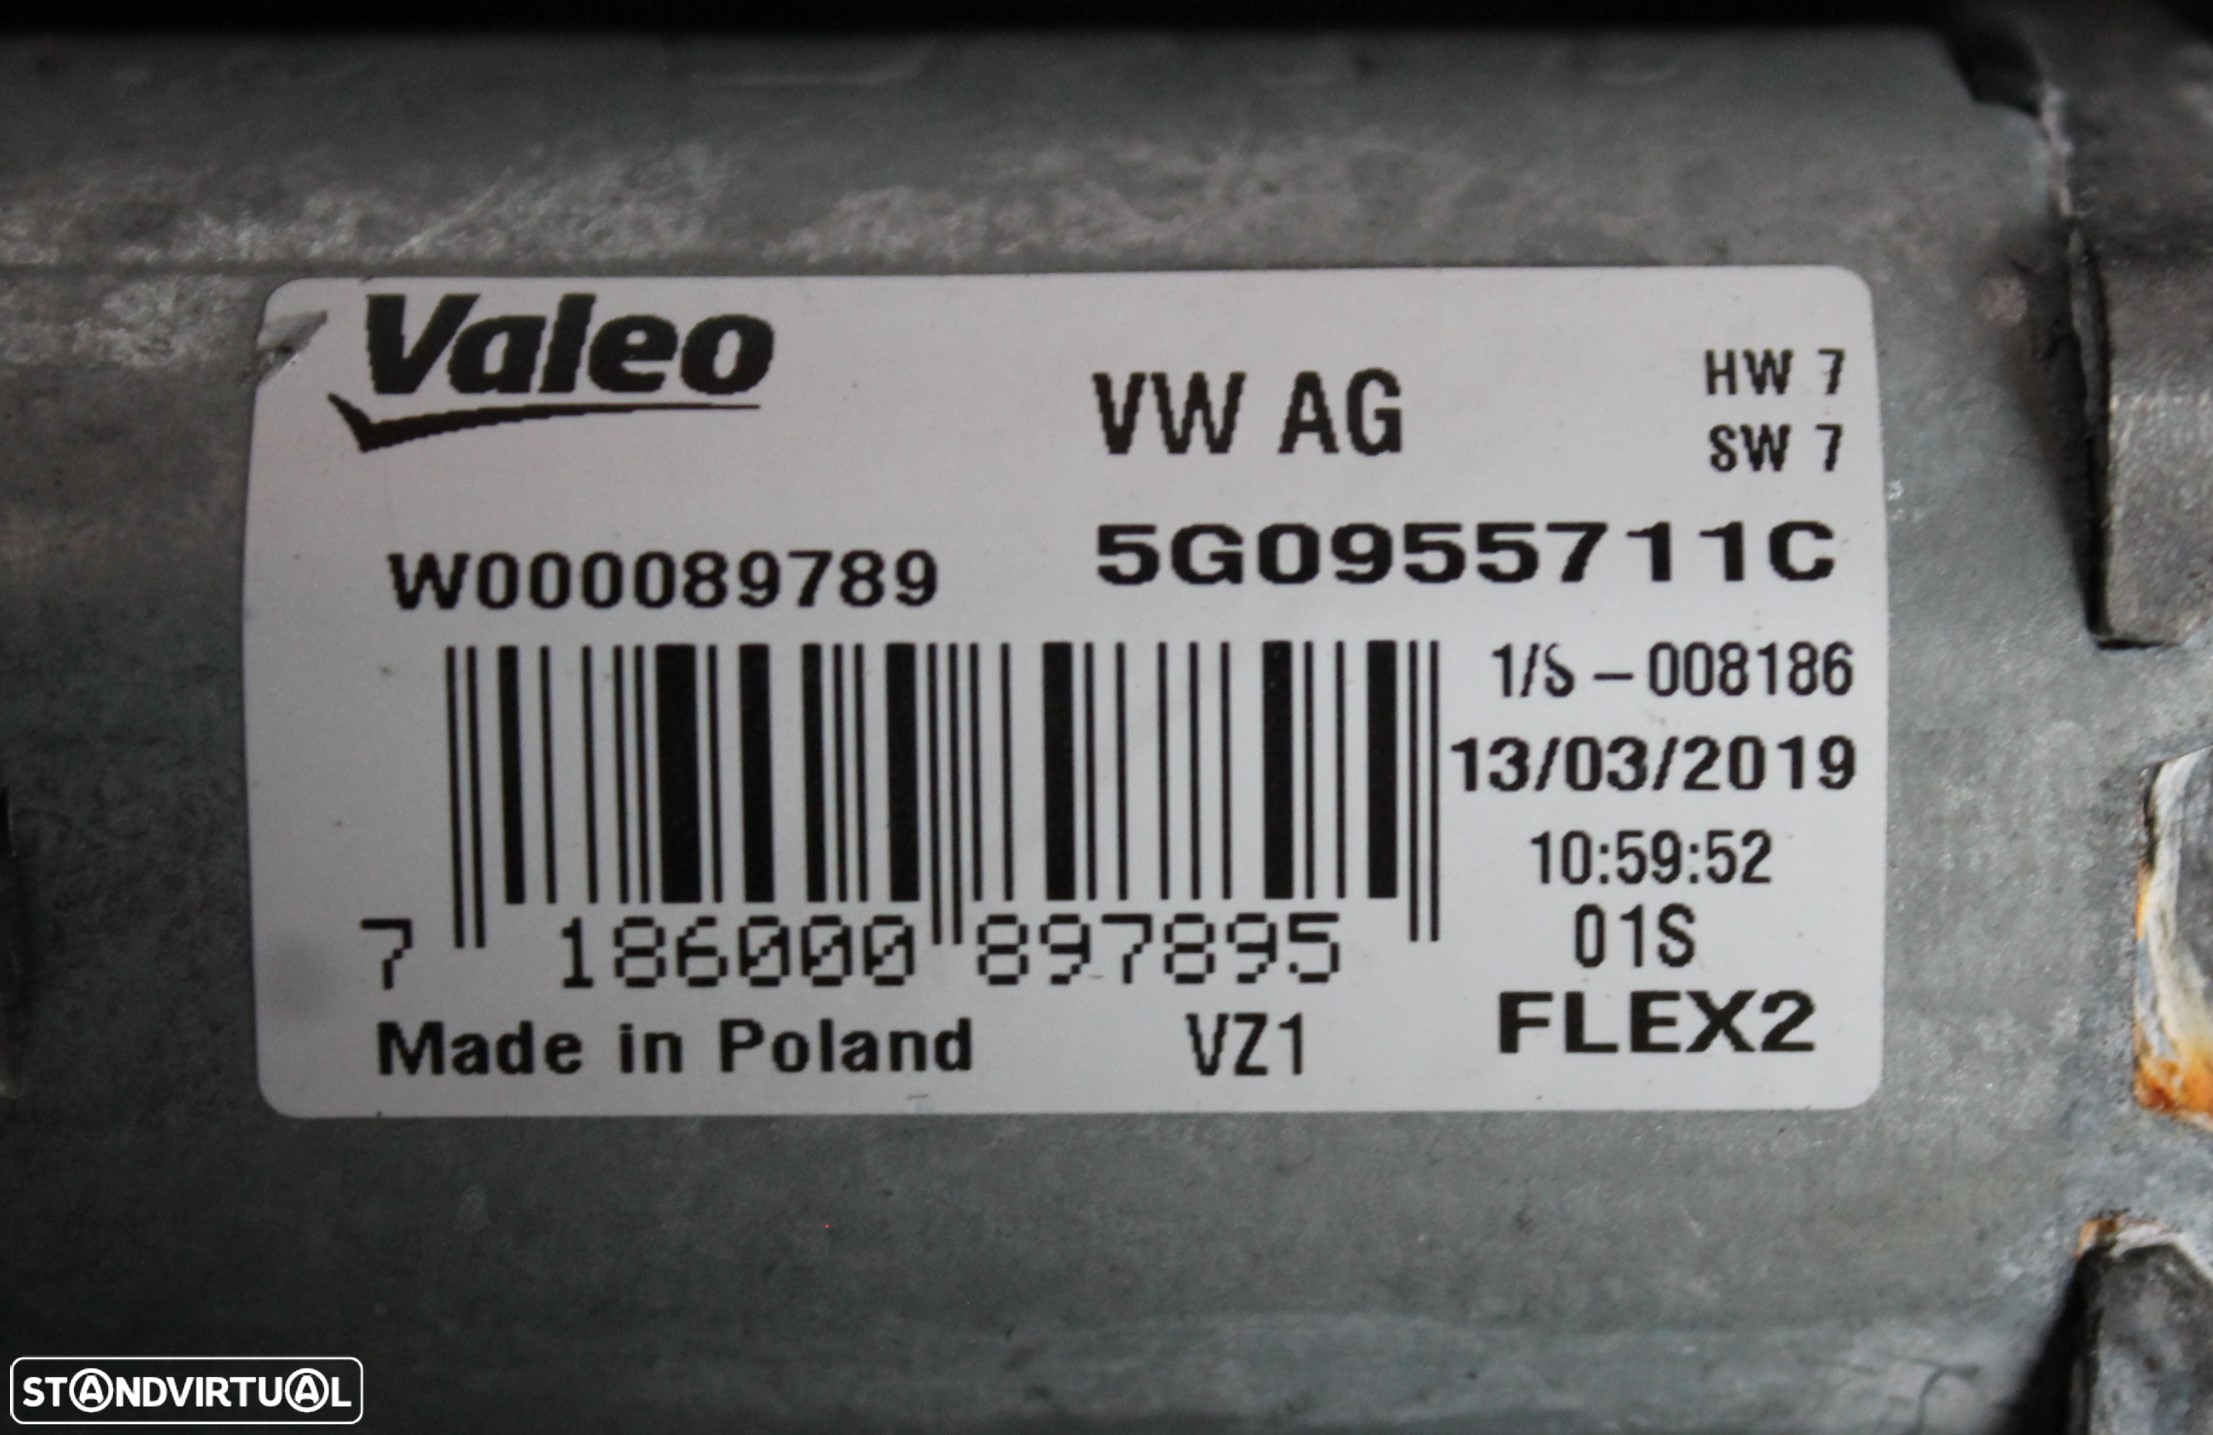 Valeo
VW AG
HW 7
SW 7
W000089789
5G0955711C
1/S – 008186
13/03/2019
10:59:52
01S
7 186000 897895
Made in Poland
VZ1
FLEX2
STANDVIRTUAL